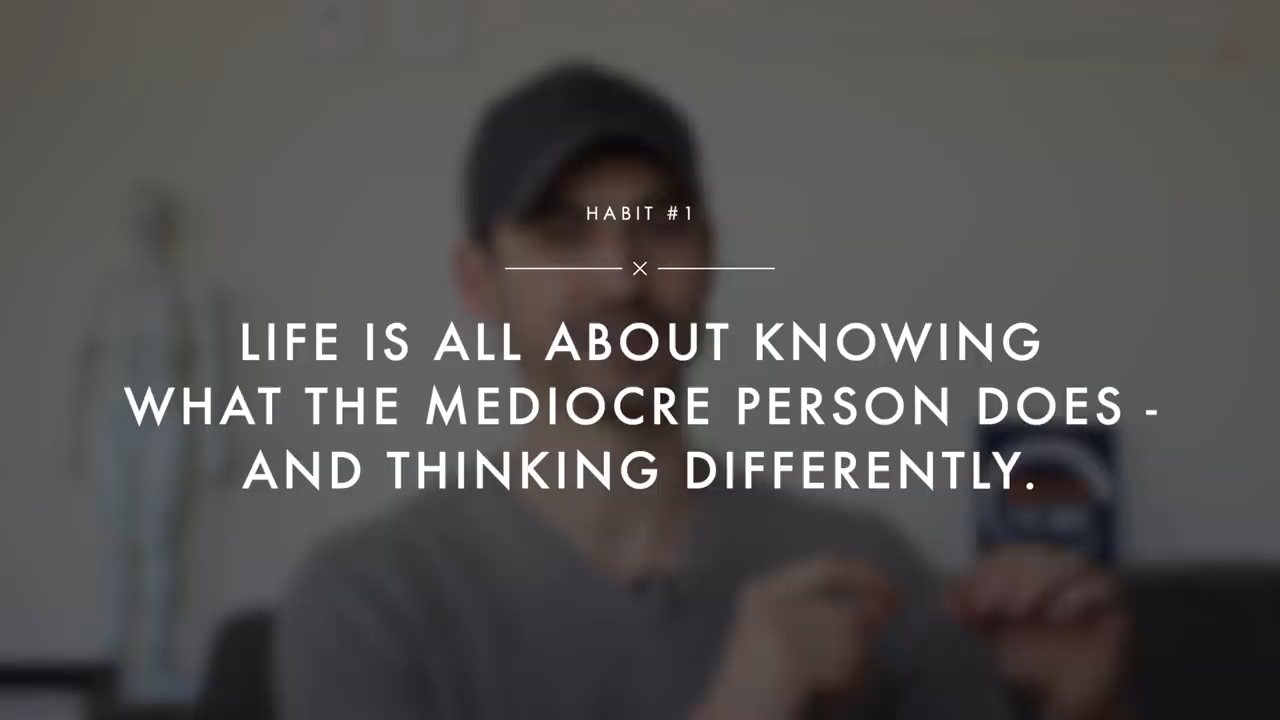 HABIT #1
LIFE IS ALL ABOUT KNOWING
WHAT THE MEDIOCRE PERSON DOES -
AND THINKING DIFFERENTLY.